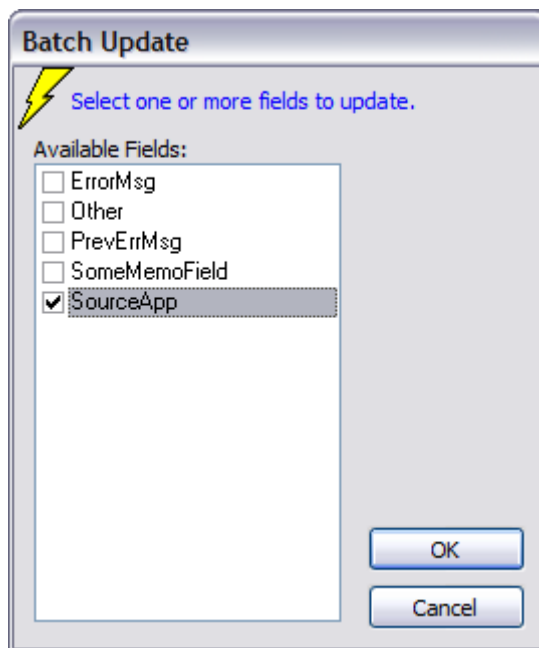 Batch Update
Select one or more fields to update.
Available Fields:
ErrorMsg
Other
PrevErrMsg
SomeMemoField
SourceApp
OK
Cancel